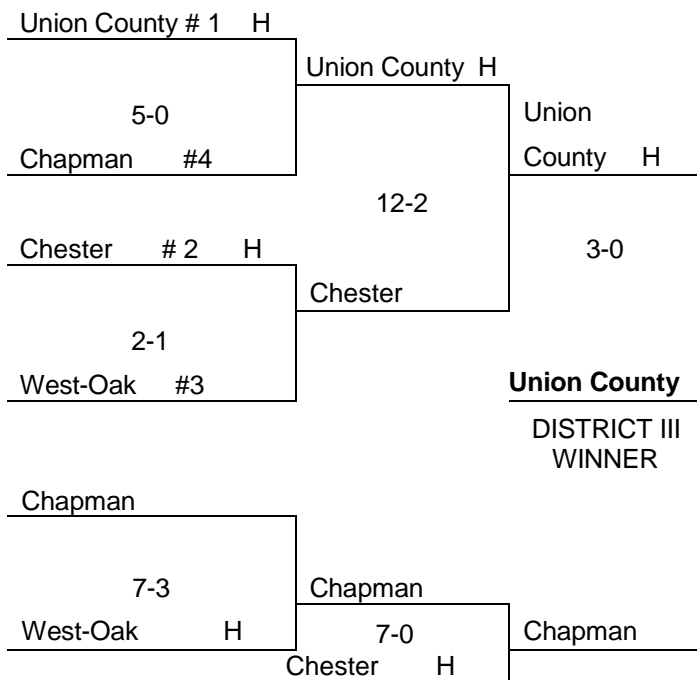 Union County # 1 H
Union County H
5-0
Union
Chapman #4
County H
12-2
Chester # 2 H
3-0
Chester
2-1
West-Oak #3
Union County
DISTRICT III
WINNER
Chapman
7-3
Chapman
West-Oak H
7-0
Chapman
Chester H